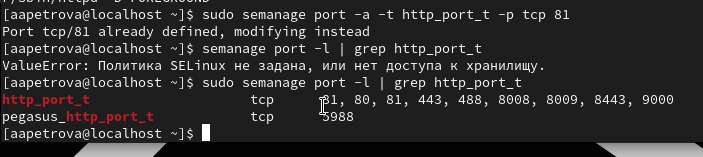 [aapetrova@localhost ~]$ sudo semanage port -a -t http_port_t -p tcp 81
Port tcp/81 already defined, modifying instead
[aapetrova@localhost ~]$ semanage port -l | grep http_port_t
ValueError: Политика SELinux не задана, или нет доступа к хранилищу.
[aapetrova@localhost ~]$ sudo semanage port -l | grep http_port_t
http_port_t tcp 81, 80, 81, 443, 488, 8008, 8009, 8443, 9000
pegasus_http_port_t tcp 5988
[aapetrova@localhost ~]$